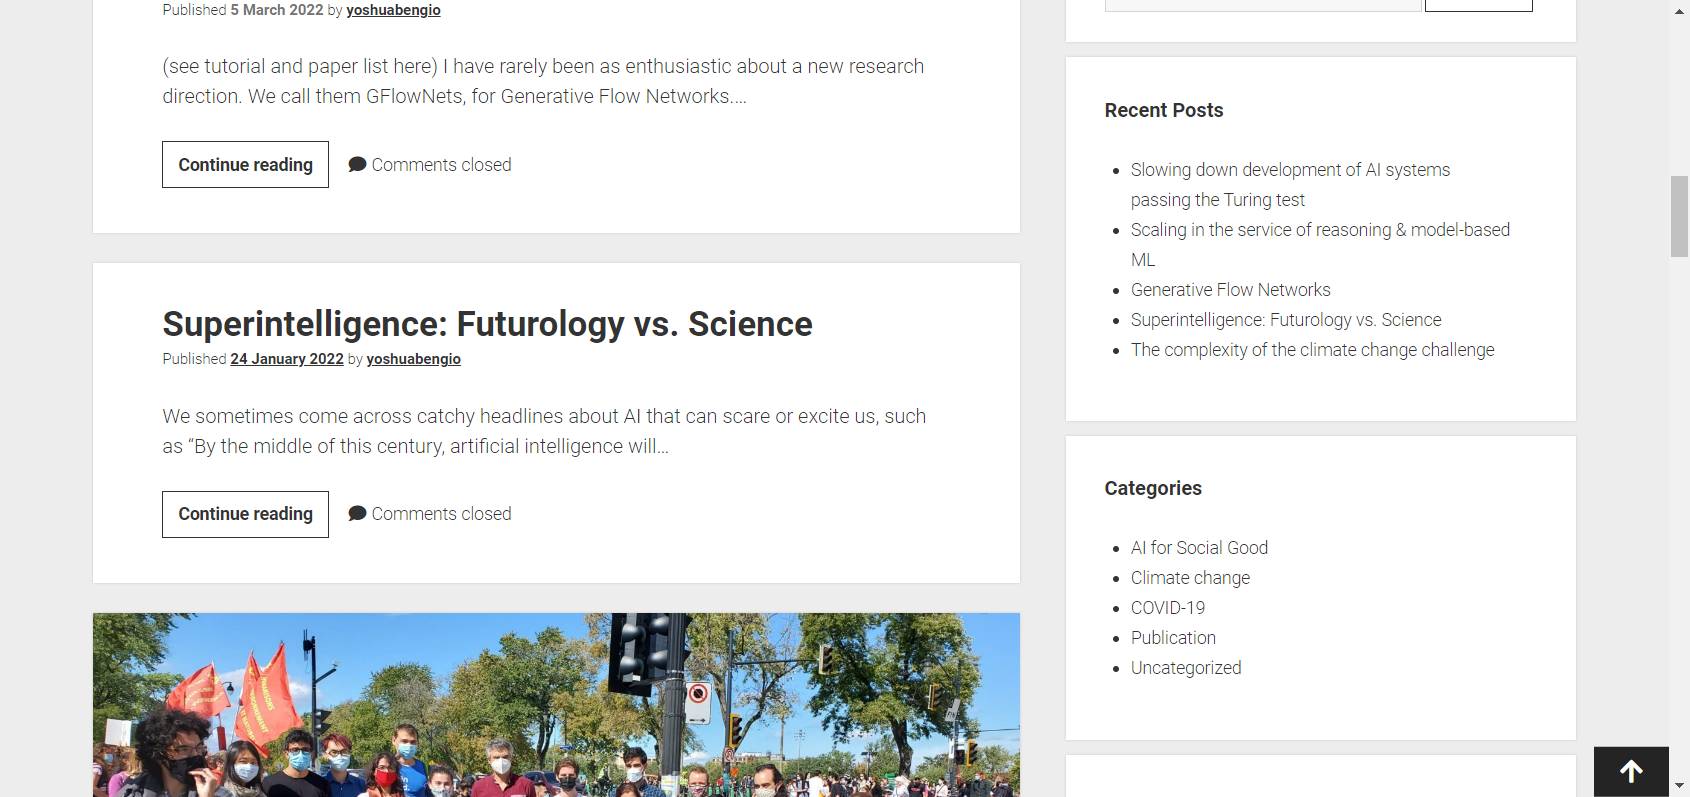 Published 5 March 2022 by yoshuabengio
(see tutorial and paper list here) I have rarely been as enthusiastic about a new research
direction. We call them GFlowNets, for Generative Flow Networks.…
Continue reading
Comments closed
Superintelligence: Futurology vs. Science
Published 24 January 2022 by yoshuabengio
We sometimes come across catchy headlines about AI that can scare or excite us, such
as “By the middle of this century, artificial intelligence will…
Continue reading
Comments closed
Recent Posts
Slowing down development of AI systems
passing the Turing test
Scaling in the service of reasoning & model-based
ML
Generative Flow Networks
Superintelligence: Futurology vs. Science
The complexity of the climate change challenge
Categories
AI for Social Good
Climate change
COVID-19
Publication
Uncategorized